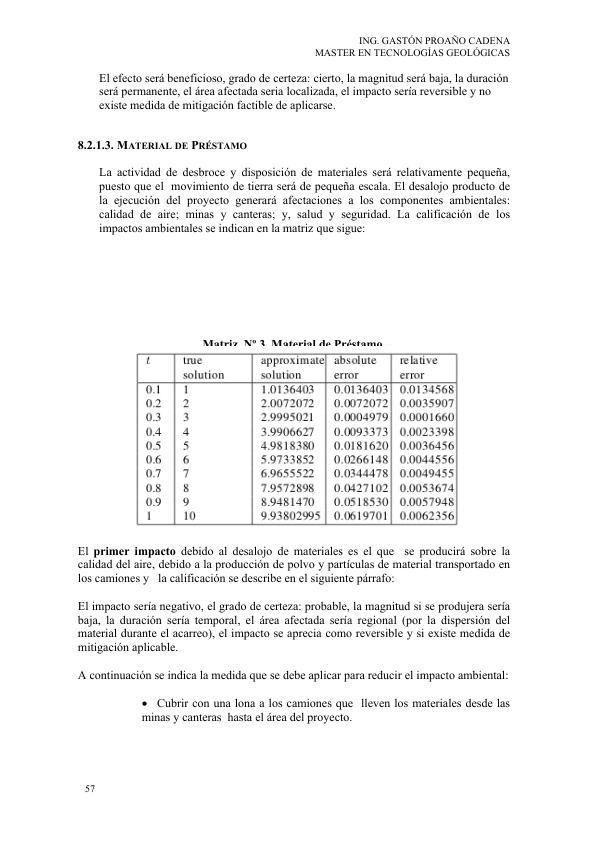 ING. GASTÓN PROAÑO CADENA
MASTER EN TECNOLOGÍAS GEOLÓGICAS
El efecto será beneficioso, grado de certeza: cierto, la magnitud será baja, la duración
será permanente, el área afectada seria localizada, el impacto sería reversible y no
existe medida de mitigación factible de aplicarse.
8.2.1.3. MATERIAL DE PRÉSTAMO
La actividad de desbroce y disposición de materiales será relativamente pequeña,
puesto que el movimiento de tierra será de pequeña escala. El desalojo producto de
la ejecución del proyecto generará afectaciones a los componentes ambientales:
calidad de aire; minas y canteras; y, salud y seguridad. La calificación de los
impactos ambientales se indican en la matriz que sigue:
Matriz Nº 3. Material de Préstamo
t true approximate absolute relative
solution solution error error
0.1 1 1.0136403 0.0136403 0.0134568
0.2 2 2.0072072 0.0072072 0.0035907
0.3 3 2.9995021 0.0004979 0.0001660
0.4 4 3.9906627 0.0093373 0.0023398
0.5 5 4.9818380 0.0181620 0.0036456
0.6 6 5.9733852 0.0266148 0.0044556
0.7 7 6.9655522 0.0344478 0.0049455
0.8 8 7.9572898 0.0427102 0.0053674
0.9 9 8.9481470 0.0518530 0.0057948
1 10 9.93802995 0.0619701 0.0062356
El primer impacto debido al desalojo de materiales es el que se producirá sobre la
calidad del aire, debido a la producción de polvo y partículas de material transportado en
los camiones y la calificación se describe en el siguiente párrafo:
El impacto sería negativo, el grado de certeza: probable, la magnitud si se produjera sería
baja, la duración sería temporal, el área afectada sería regional (por la dispersión del
material durante el acarreo), el impacto se aprecia como reversible y si existe medida de
mitigación aplicable.
A continuación se indica la medida que se debe aplicar para reducir el impacto ambiental:
• Cubrir con una lona a los camiones que lleven los materiales desde las
minas y canteras hasta el área del proyecto.
57